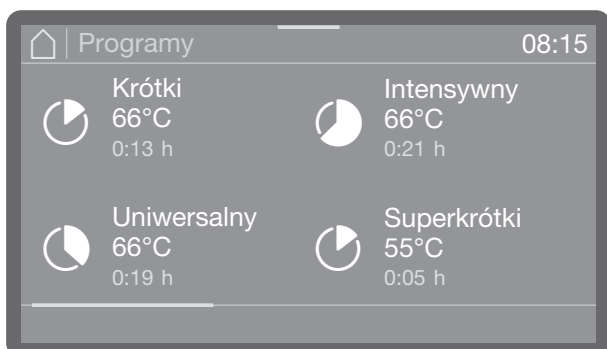 Programy
08:15
Krótki
66°C
0:13 h
Intensywny
66°C
0:21 h
Uniwersalny
66°C
0:19 h
Superkrótki
55°C
0:05 h